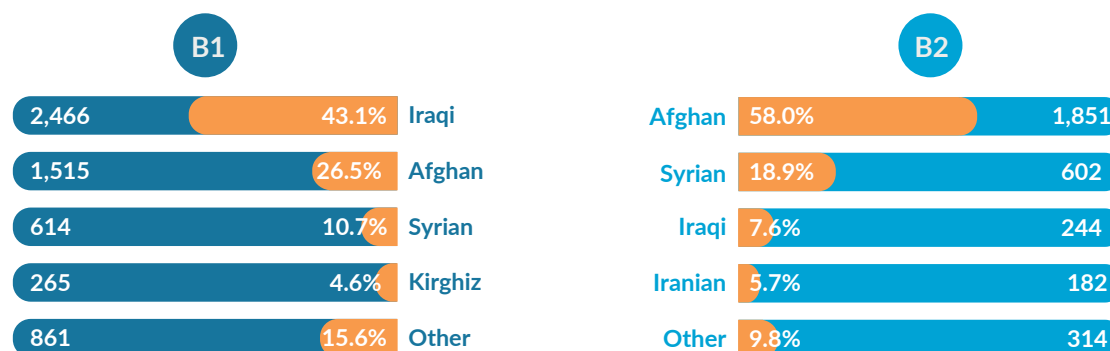 B1
2,466 43.1% Iraqi
1,515 26.5% Afghan
614 10.7% Syrian
265 4.6% Kirghiz
861 15.6% Other
B2
Afghan 58.0% 1,851
Syrian 18.9% 602
Iraqi 7.6% 244
Iranian 5.7% 182
Other 9.8% 314